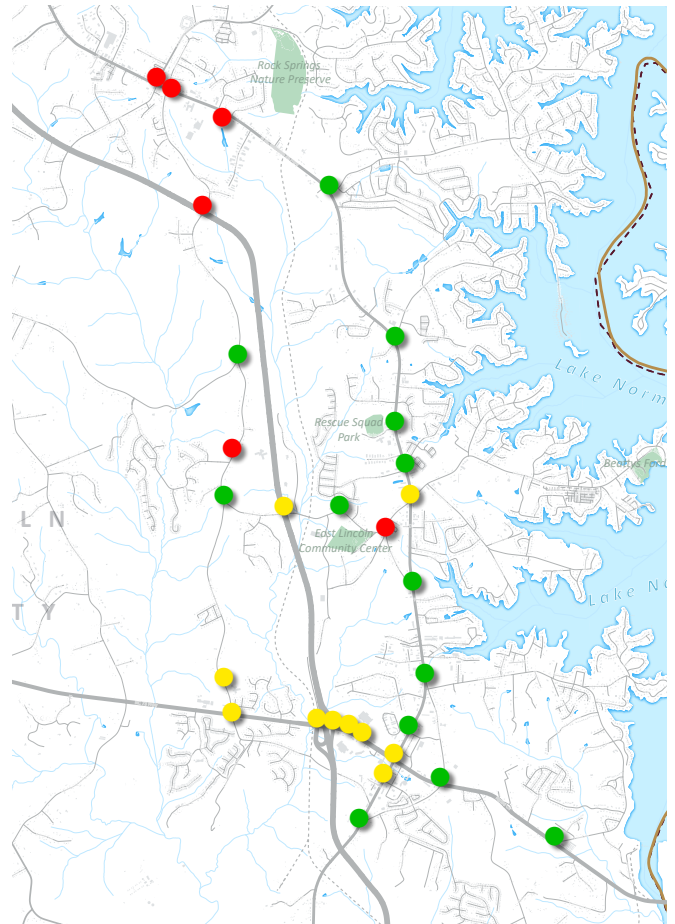 Rock Springs
Nature Preserve
Lake Norm
Rescue Squad
Park
Beattys Ford
L N
East Lincoln
Community Center
Lake No
T Y